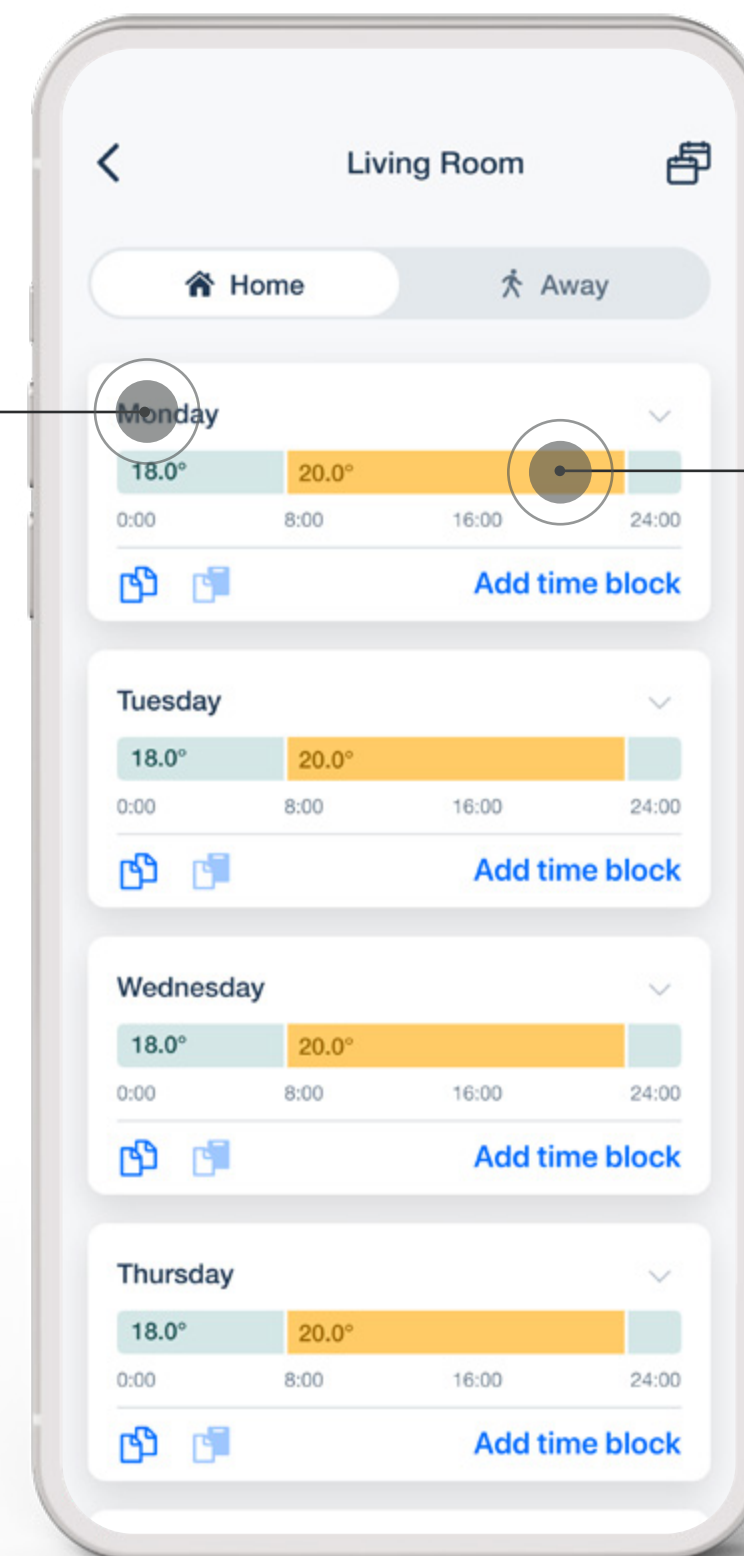 Living Room
Home Away
Monday
18.0° 20.0°
0:00 8:00 16:00 24:00
Add time block
Tuesday
18.0° 20.0°
0:00 8:00 16:00 24:00
Add time block
Wednesday
18.0° 20.0°
0:00 8:00 16:00 24:00
Add time block
Thursday
18.0° 20.0°
0:00 8:00 16:00 24:00
Add time block